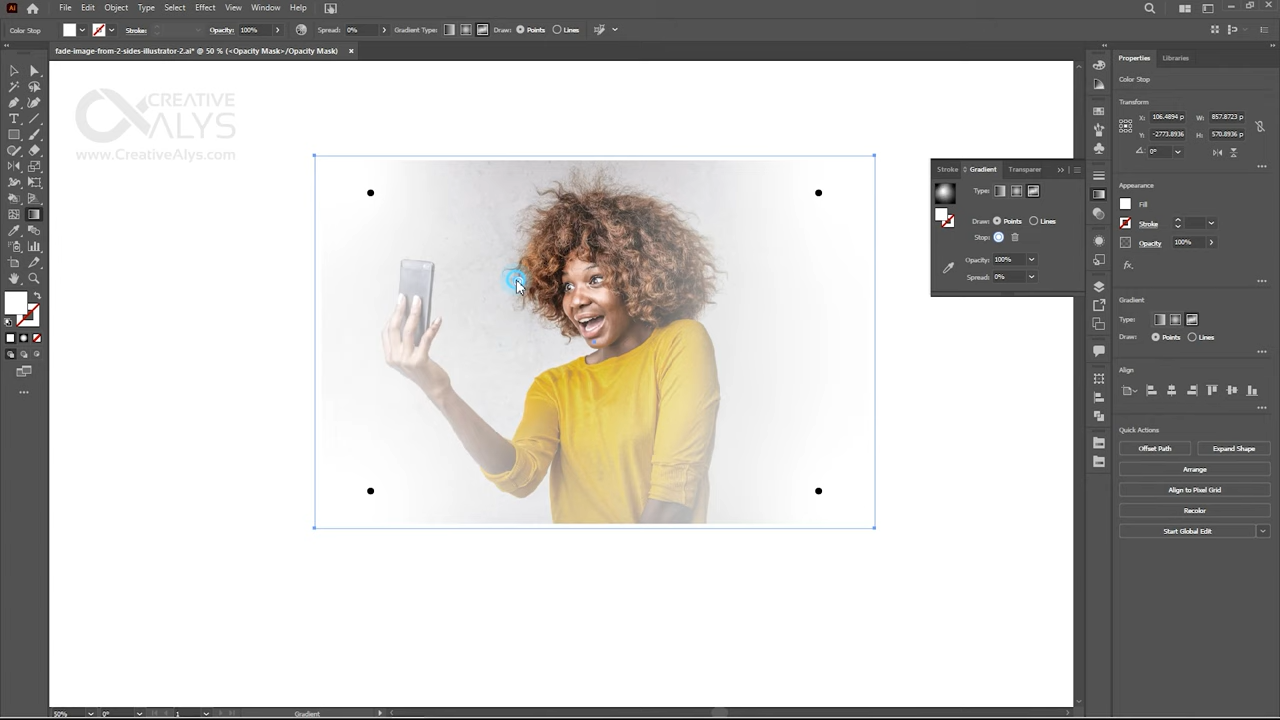 Ai File Edit Object Type Select Effect View Window Help
Color Stop Stroke: Opacity: 100% Spread: 0% Gradient Type: Draw: Points Lines
fade-image-from-2-sides-illustrator-2.ai* @ 50 % (<Opacity Mask>/Opacity Mask) ×
CREATIVE
ALYS
www.CreativeAlys.com
Stroke Gradient Transparer
Type:
Draw: Points Lines
Stop:
Opacity: 100%
Spread: 0%
Properties Libraries
Color Stop
Transform
X: 106.4894 p W: 857.8723 p
Y: -2773.8936 H: 570.8936 p
0°
Appearance
Fill
Stroke
Opacity 100%
fx
Gradient
Type:
Draw: Points Lines
Align
Quick Actions
Offset Path Expand Shape
Arrange
Align to Pixel Grid
Recolor
Start Global Edit
50% 0° 1 Gradient